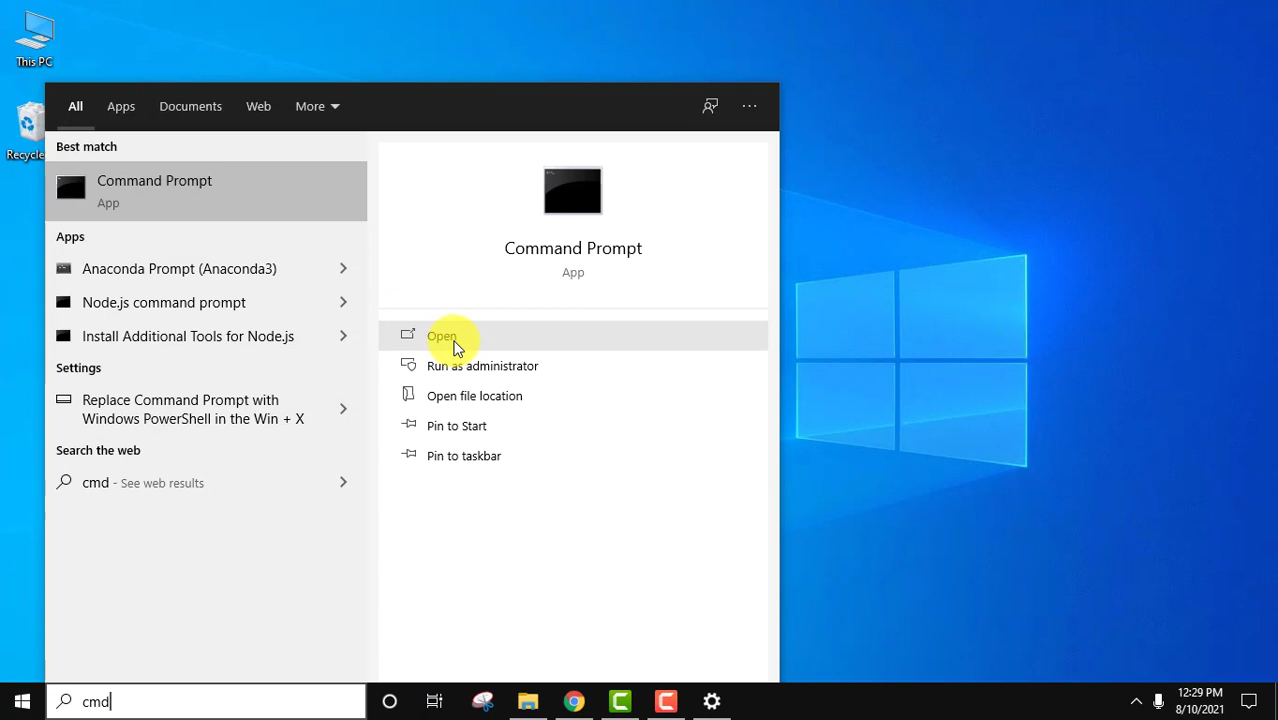 This PC
Recycle
All Apps Documents Web More
Best match
Command Prompt
App
Apps
Anaconda Prompt (Anaconda3)
Node.js command prompt
Install Additional Tools for Node.js
Settings
Replace Command Prompt with
Windows PowerShell in the Win + X
Search the web
cmd - See web results
Command Prompt
App
Open
Run as administrator
Open file location
Pin to Start
Pin to taskbar
cmd
12:29 PM
8/10/2021